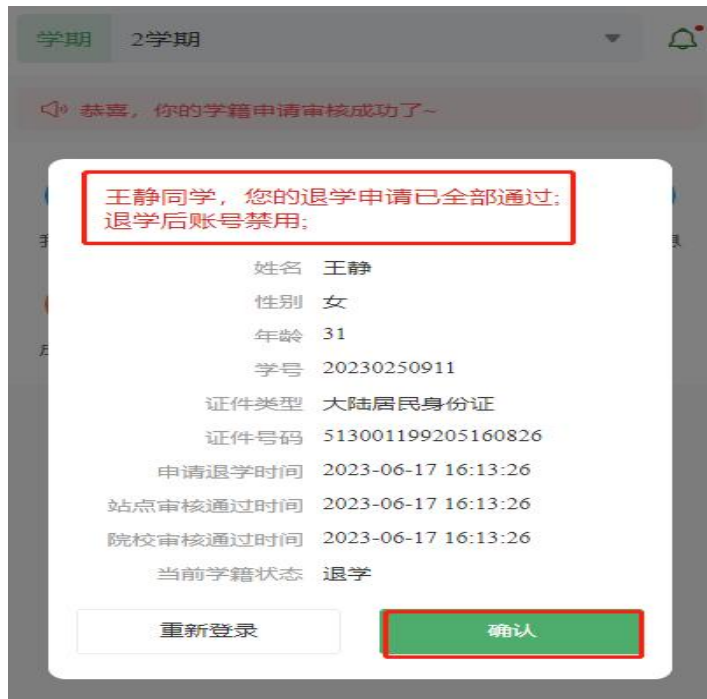 学期 2学期
恭喜，你的学籍申请审核成功了~
王静同学，您的退学申请已全部通过;
退学后账号禁用;
姓名 王静
性别 女
年龄 31
学号 20230250911
证件类型 大陆居民身份证
证件号码 513001199205160826
申请退学时间 2023-06-17 16:13:26
站点审核通过时间 2023-06-17 16:13:26
院校审核通过时间 2023-06-17 16:13:26
当前学籍状态 退学
重新登录 确认